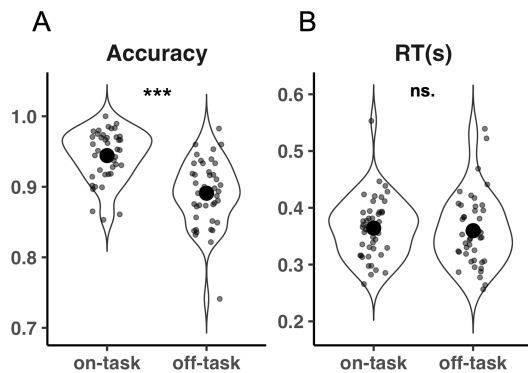 A
Accuracy
***
1.0
0.9
0.8
0.7
on-task off-task
B
RT(s)
ns.
0.6
0.5
0.4
0.3
0.2
on-task off-task